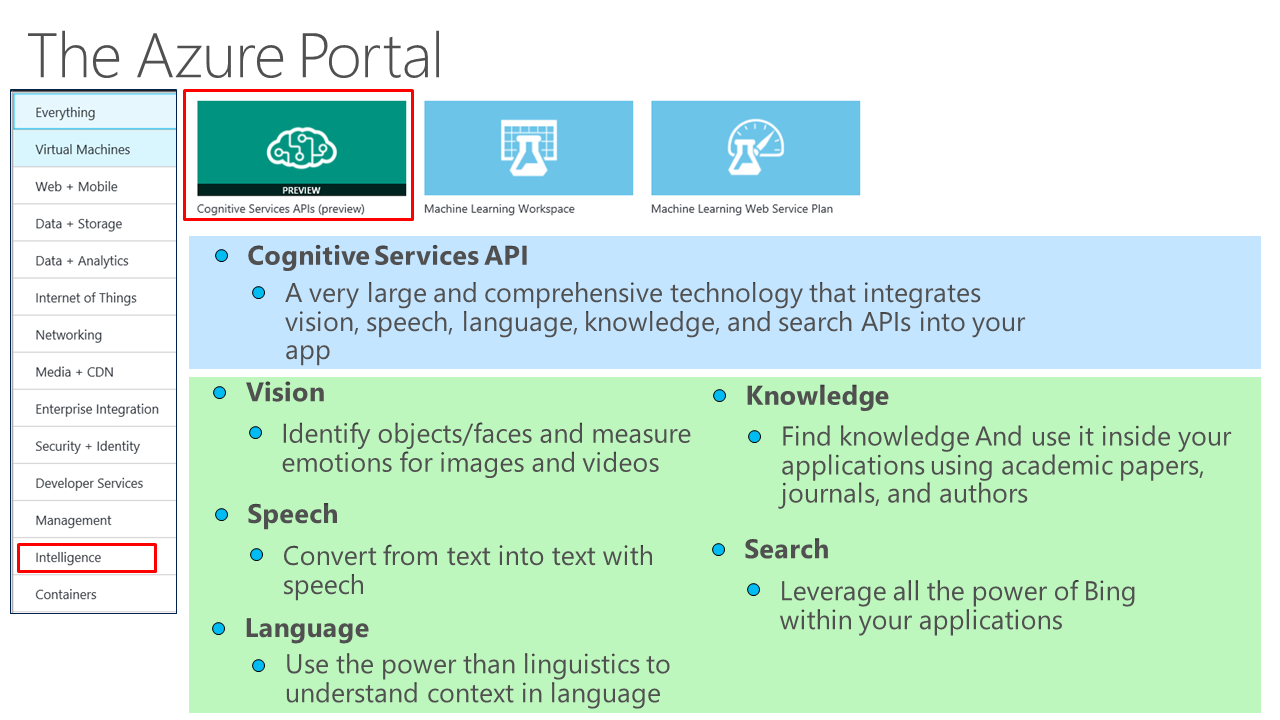 The Azure Portal
Everything
Virtual Machines
Web + Mobile
Data + Storage
Data + Analytics
Internet of Things
Networking
Media + CDN
Enterprise Integration
Security + Identity
Developer Services
Management
Intelligence
Containers
PREVIEW
Cognitive Services APIs (preview)
Machine Learning Workspace
Machine Learning Web Service Plan
Cognitive Services API
A very large and comprehensive technology that integrates
vision, speech, language, knowledge, and search APIs into your
app
Vision
Identify objects/faces and measure
emotions for images and videos
Speech
Convert from text into text with
speech
Language
Use the power than linguistics to
understand context in language
Knowledge
Find knowledge And use it inside your
applications using academic papers,
journals, and authors
Search
Leverage all the power of Bing
within your applications